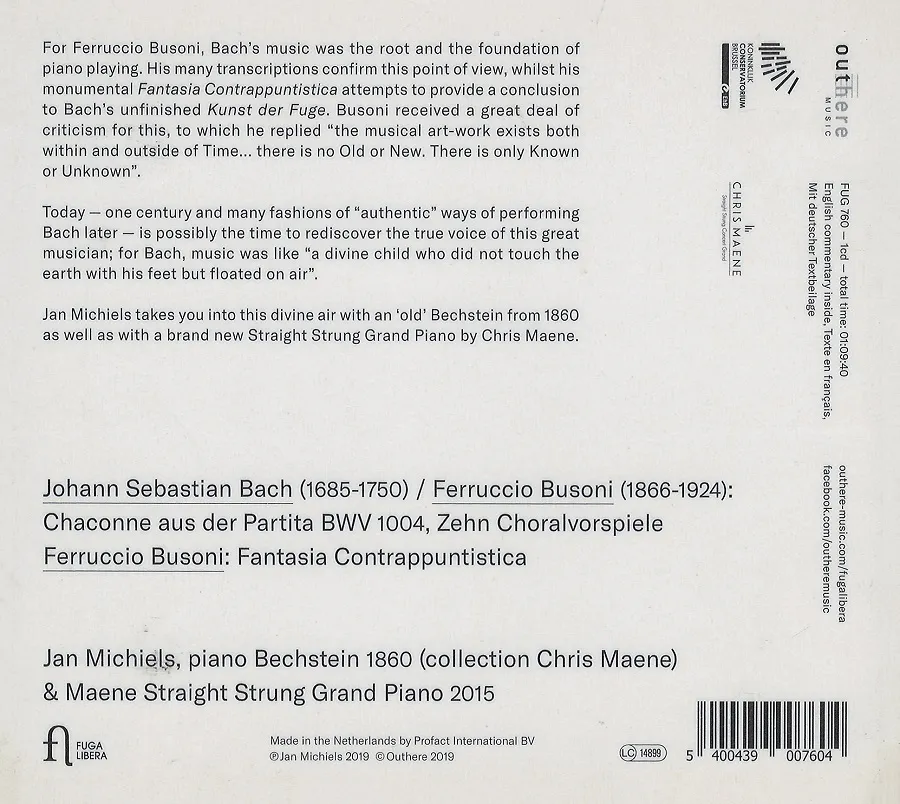 For Ferruccio Busoni, Bach’s music was the root and the foundation of
piano playing. His many transcriptions confirm this point of view, whilst his
monumental Fantasia Contrappuntistica attempts to provide a conclusion
to Bach’s unfinished Kunst der Fuge. Busoni received a great deal of
criticism for this, to which he replied “the musical art-work exists both
within and outside of Time... there is no Old or New. There is only Known
or Unknown”.
Today — one century and many fashions of “authentic” ways of performing
Bach later — is possibly the time to rediscover the true voice of this great
musician; for Bach, music was like “a divine child who did not touch the
earth with his feet but floated on air”.
Jan Michiels takes you into this divine air with an ‘old’ Bechstein from 1860
as well as with a brand new Straight Strung Grand Piano by Chris Maene.
Johann Sebastian Bach (1685-1750) / Ferruccio Busoni (1866-1924):
Chaconne aus der Partita BWV 1004, Zehn Choralvorspiele
Ferruccio Busoni: Fantasia Contrappuntistica
Jan Michiels, piano Bechstein 1860 (collection Chris Maene)
& Maene Straight Strung Grand Piano 2015
FUGA
LIBERA
Made in the Netherlands by Profact International BV
℗Jan Michiels 2019 ©Outhere 2019
LC 14899
5 400439 007604
outhere
MUSIC
KONINKLIJK
CONSERVATORIUM
BRUSSEL
CHRIS MAENE
Straight Strung Concert Grand
FUG 760 — 1cd — total time: 01:09:40
English commentary inside, Texte en français,
Mit deutscher Textbeilage
outhere-music.com/fugalibera
facebook.com/outheremusic